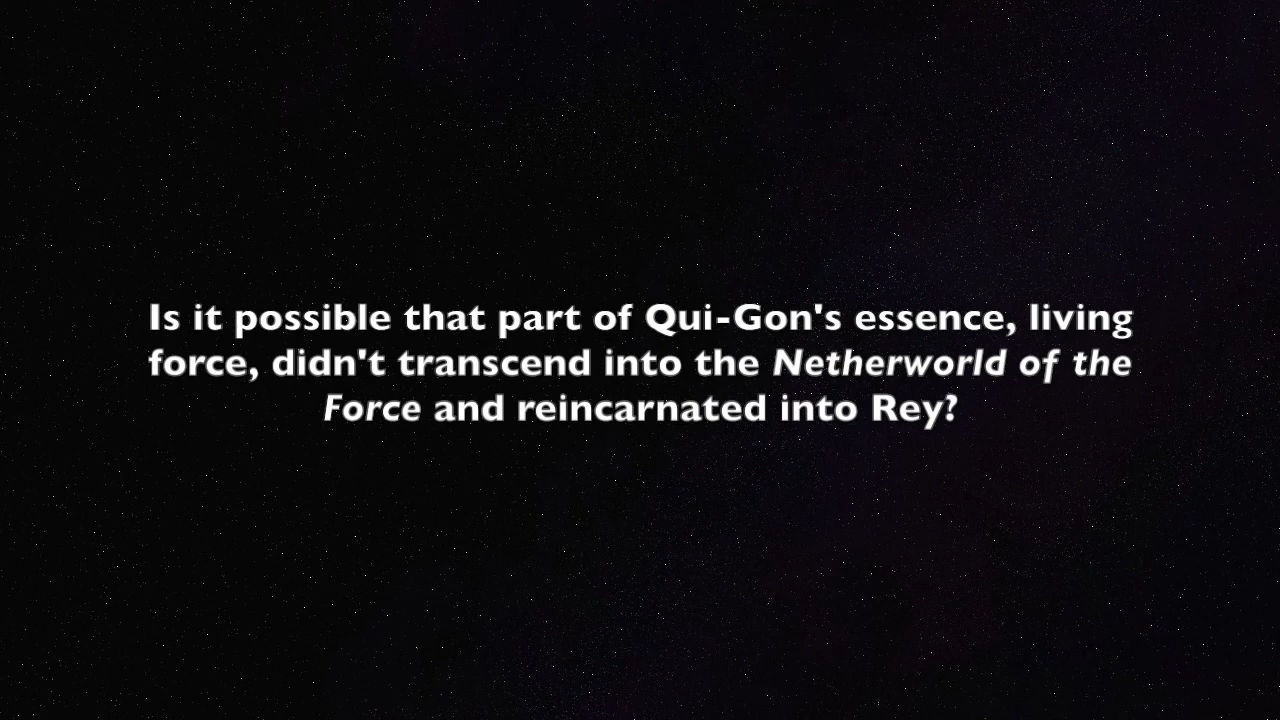 Is it possible that part of Qui-Gon's essence, living
force, didn't transcend into the Netherworld of the
Force and reincarnated into Rey?